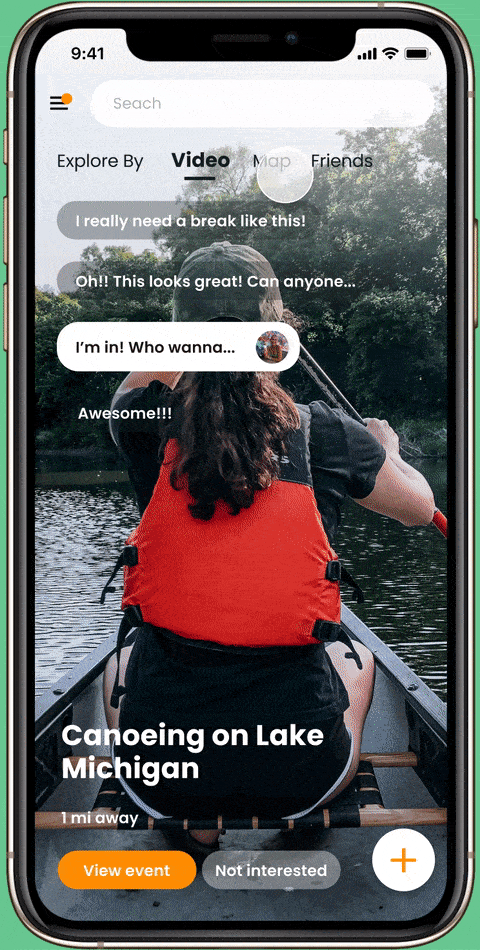 9:41
Seach
Explore By Video Map Friends
I really need a break like this!
Oh!! This looks great! Can anyone...
I'm in! Who wanna...
Awesome!!!
Canoeing on Lake
Michigan
1 mi away
View event Not interested